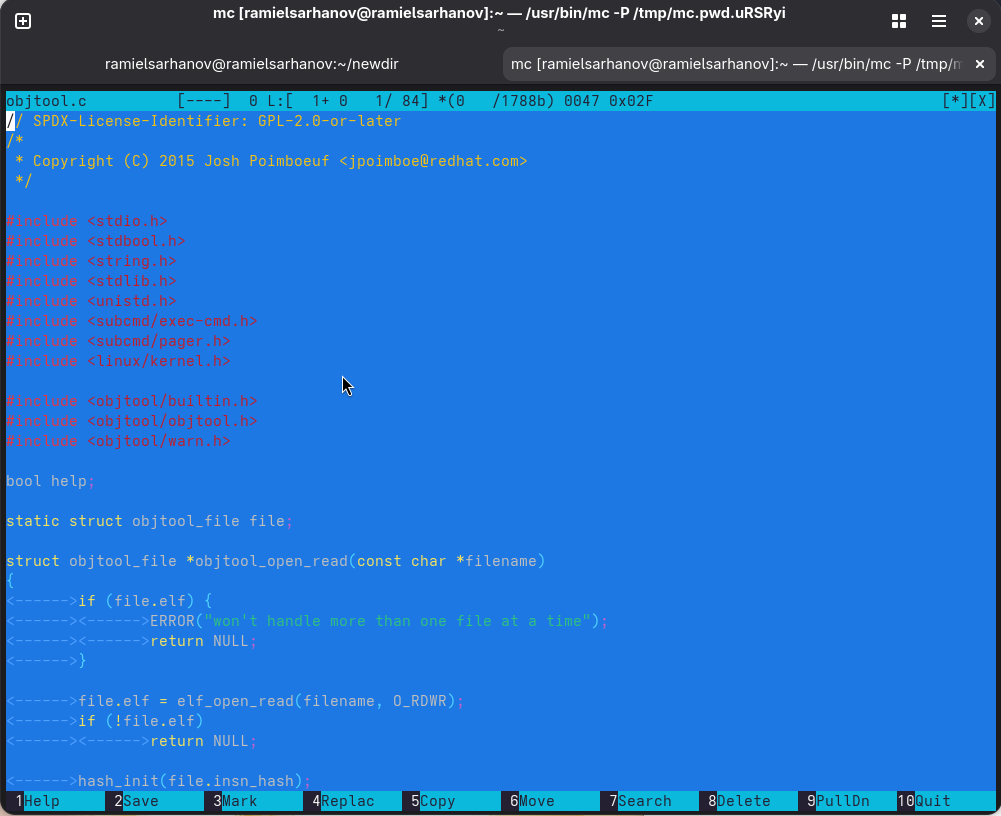 mc [ramielsarhanov@ramielsarhanov]:~ — /usr/bin/mc -P /tmp/mc.pwd.uRSRyi
~
ramielsarhanov@ramielsarhanov:~/newdir
mc [ramielsarhanov@ramielsarhanov]:~ — /usr/bin/mc -P /tmp/m
objtool.c          [----]  0 L:[  1+ 0   1/ 84] *(0   /1788b) 0047 0x02F                                [*][X]
// SPDX-License-Identifier: GPL-2.0-or-later
/*
 * Copyright (C) 2015 Josh Poimboeuf <jpoimboe@redhat.com>
 */
#include <stdio.h>
#include <stdbool.h>
#include <string.h>
#include <stdlib.h>
#include <unistd.h>
#include <subcmd/exec-cmd.h>
#include <subcmd/pager.h>
#include <linux/kernel.h>
#include <objtool/builtin.h>
#include <objtool/objtool.h>
#include <objtool/warn.h>
bool help;
static struct objtool_file file;
struct objtool_file *objtool_open_read(const char *filename)
{
<------>if (file.elf) {
<------><------>ERROR("won't handle more than one file at a time");
<------><------>return NULL;
<------>}
<------>file.elf = elf_open_read(filename, O_RDWR);
<------>if (!file.elf)
<------><------>return NULL;
<------>hash_init(file.insn_hash);
1Help 2Save 3Mark 4Replac 5Copy 6Move 7Search 8Delete 9PullDn 10Quit